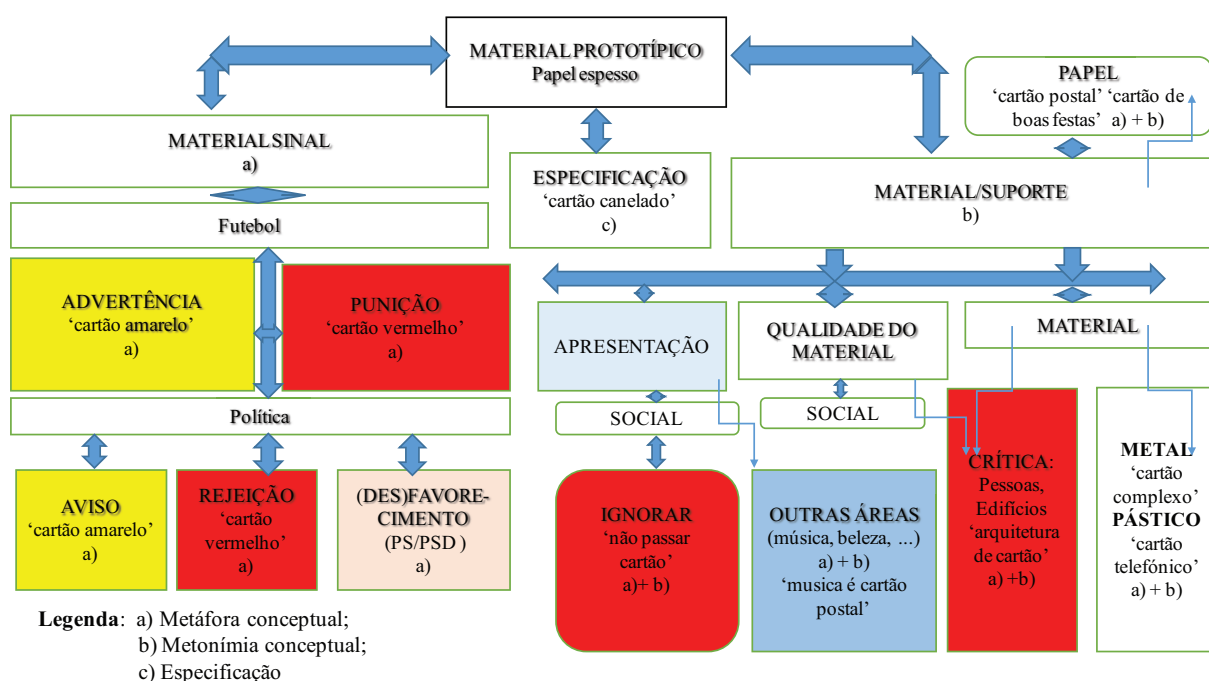 MATERIAL PROTOTÍPICO
Papel espesso
PAPEL
‘cartão postal’ ‘cartão de
boas festas’ a) + b)
MATERIAL SINAL
a)
ESPECIFICAÇÃO
‘cartão canelado’
c)
MATERIAL/SUPORTE
b)
Futebol
ADVERTÊNCIA
‘cartão amarelo’
a)
PUNIÇÃO
‘cartão vermelho’
a)
APRESENTAÇÃO
QUALIDADE DO
MATERIAL
MATERIAL
Política
SOCIAL
SOCIAL
AVISO
‘cartão amarelo’
a)
REJEIÇÃO
‘cartão
vermelho’
a)
(DES)FAVORE-
CIMENTO
(PS/PSD )
a)
IGNORAR
‘não passar
cartão’
a)+ b)
OUTRAS ÁREAS
(música, beleza, ...)
a) + b)
‘musica é cartão
postal’
CRÍTICA:
Pessoas,
Edifícios
‘arquitetura
de cartão’
a) +b)
METAL
‘cartão
complexo’
PÁSTICO
‘cartão
telefónico’
a) + b)
Legenda: a) Metáfora conceptual;
b) Metonímia conceptual;
c) Especificação